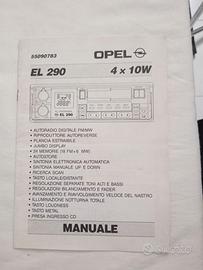 55090783
OPEL
EL 290
4 x 10W
EL 290
• AUTORADIO DIGITALE FM/MW
• RIPRODUTTORE AUTOREVERSE
• PLANCIA ESTRAIBILE
• JUMBO DISPLAY
• 24 MEMORIE (18 FM + 6 MW)
• AUTOSTORE
• SINTONIA ELETTRONICA AUTOMATICA
• SINTONIA MANUALE UP E DOWN
• RICERCA SCAN
• TASTO LOCALE/DISTANTE
• REGOLAZIONE SEPARATE TONI ALTI E BASSI
• REGOLAZIONI BILANCIAMENTO E FADER
• AVANZAMENTO E RIAVVOLGIMENTO VELOCE DEL NASTRO
• ILLUMINAZIONE NOTTURNA TOTALE
• TASTO LOUDNESS
• TASTO METAL
• PRESA INGRESSO CD
MANUALE
subito